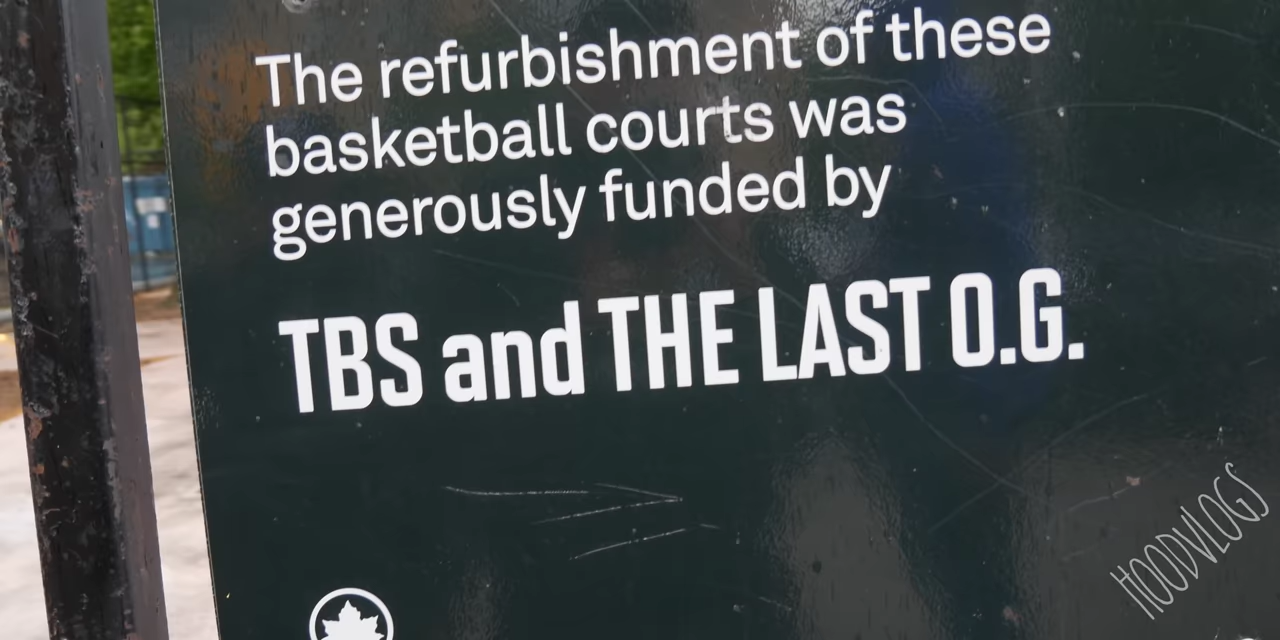 The refurbishment of these
basketball courts was
generously funded by
TBS and THE LAST O.G.
HOODVLOGS